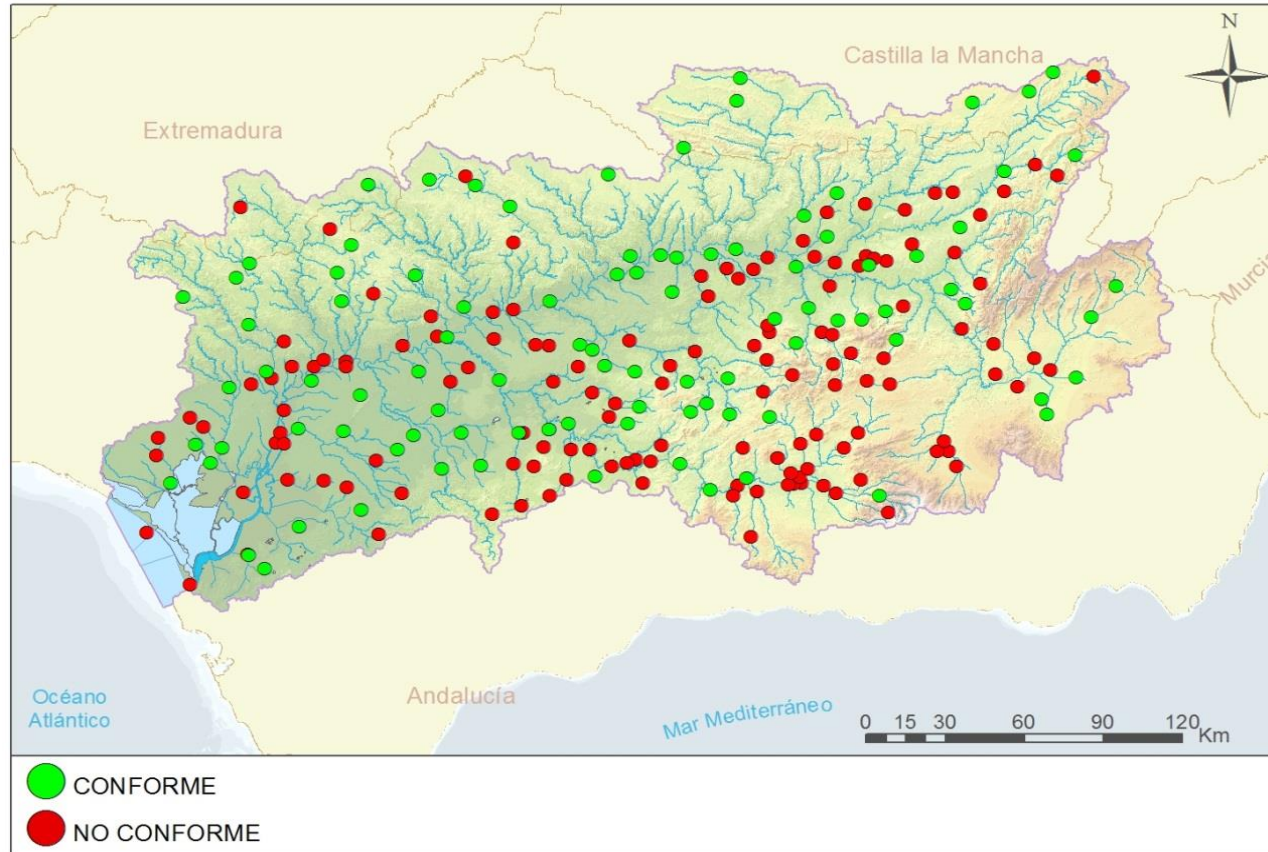 N
Castilla la Mancha
Extremadura
Murcia
Andalucía
Océano
Atlántico
Mar Mediterráneo
0 15 30 60 90 120
Km
CONFORME
NO CONFORME